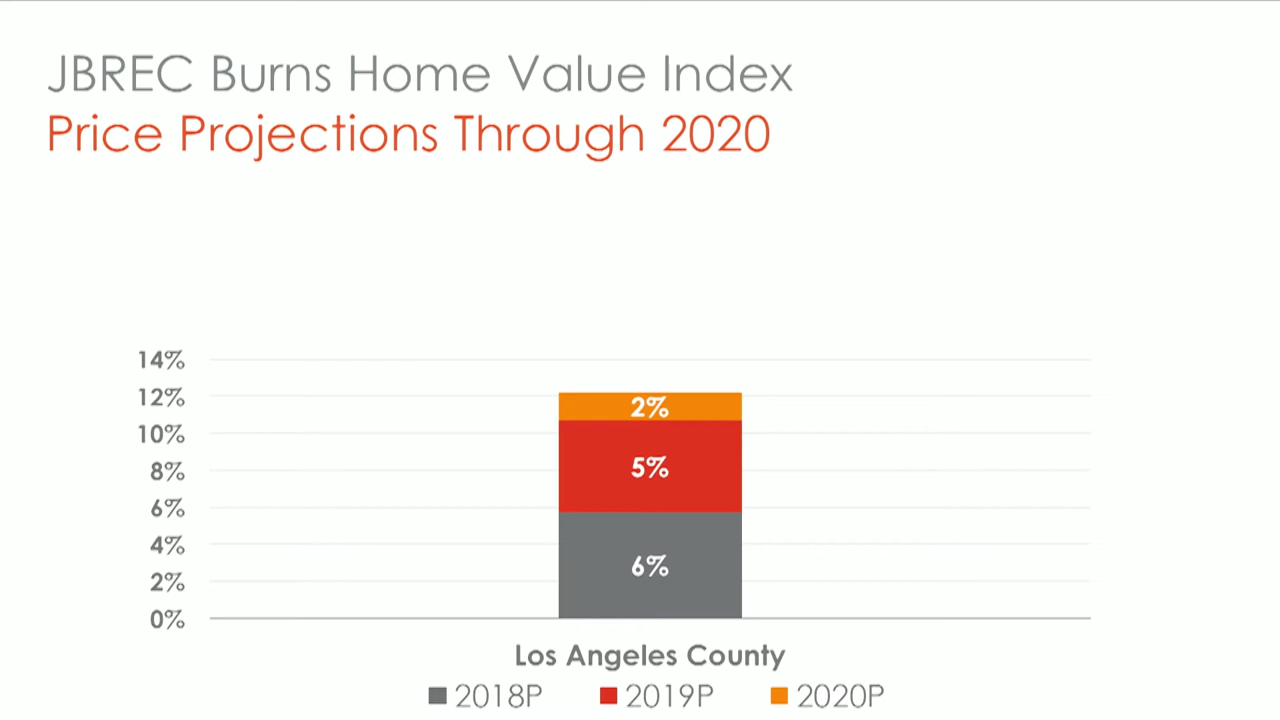 JBREC Burns Home Value Index
Price Projections Through 2020
14%
12%
10%
8%
6%
4%
2%
0%
2%
5%
6%
Los Angeles County
2018P 2019P 2020P